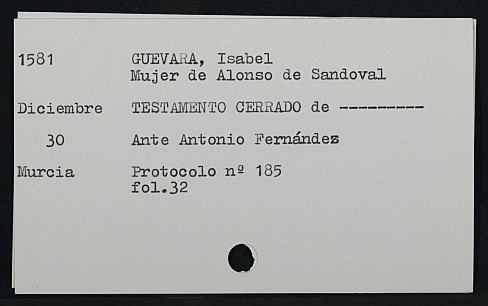 1581 GUEVARA, Isabel
Mujer de Alonso de Sandoval
Diciembre TESTAMENTO CERRADO de ---------
30 Ante Antonio Fernández
Murcia Protocolo nº 185
fol.32